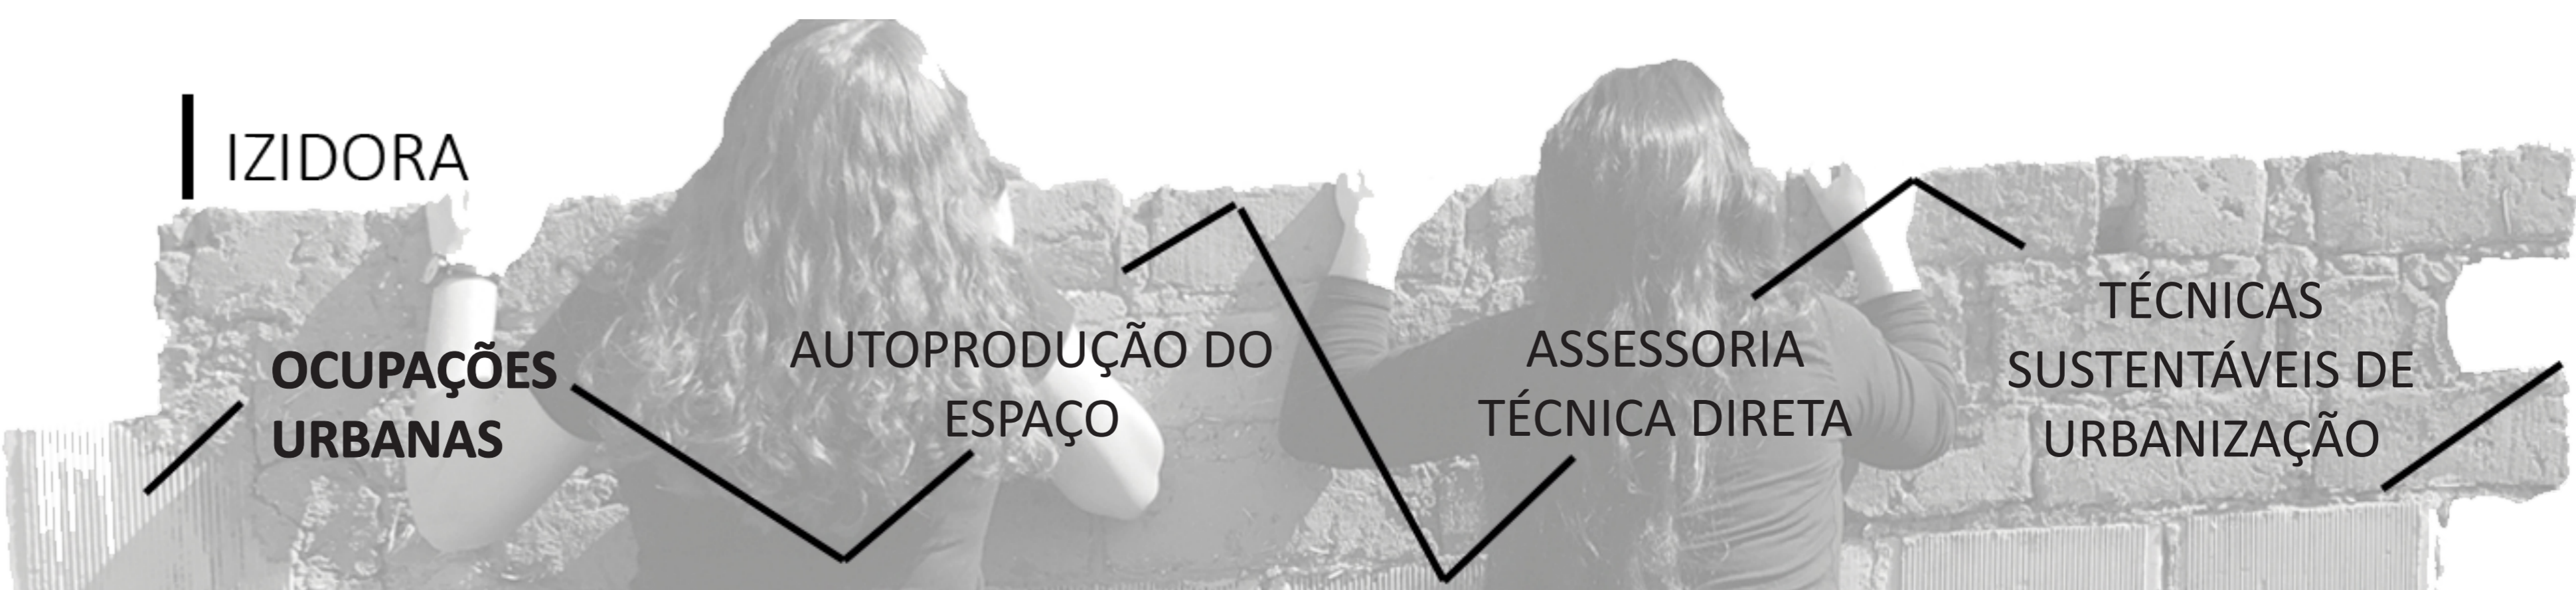 IZIDORA
OCUPAÇÕES
URBANAS
AUTOPRODUÇÃO DO
ESPAÇO
ASSESSORIA
TÉCNICA DIRETA
TÉCNICAS
SUSTENTÁVEIS DE
URBANIZAÇÃO